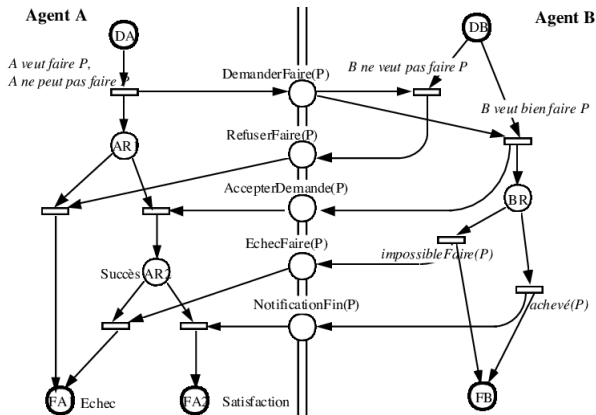 Agent A
Agent B
DA
DB
A veut faire P,
A ne peut pas faire P
DemanderFaire(P)
B ne veut pas faire P
B veut bien faire P
RefuserFaire(P)
AR
AccepterDemande(P)
BR
EchecFaire(P)
impossibleFaire(P)
Succès
AR2
NotificationFin(P)
achevé(P)
FA
Echec
FA2
Satisfaction
FB